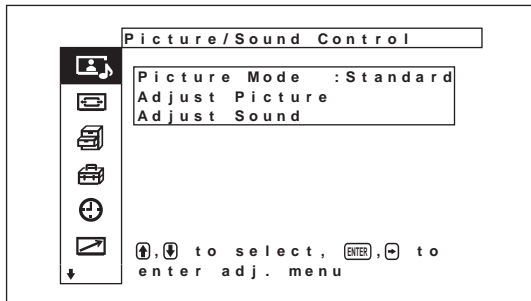 Picture/Sound Control
Picture Mode :Standard
Adjust Picture
Adjust Sound
↑,↓ to select, ENTER,→ to
enter adj. menu